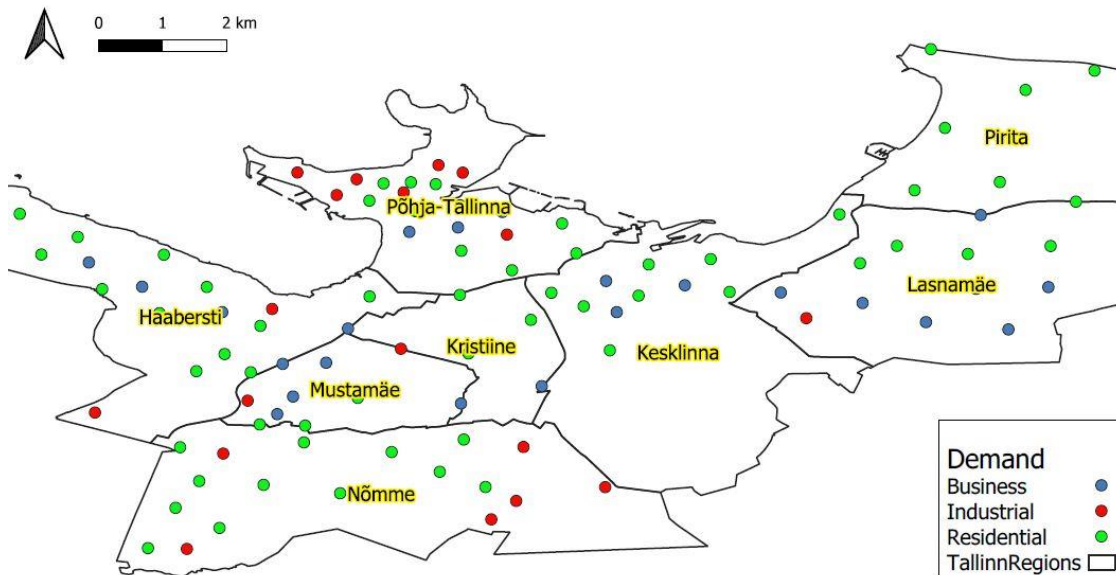 0 1 2 km
Pirita
Põhja-Tallinna
Lasnamäe
Haabersti
Kristiine
Kesklinna
Mustamäe
Nõmme
Demand
Business
Industrial
Residential
TallinnRegions